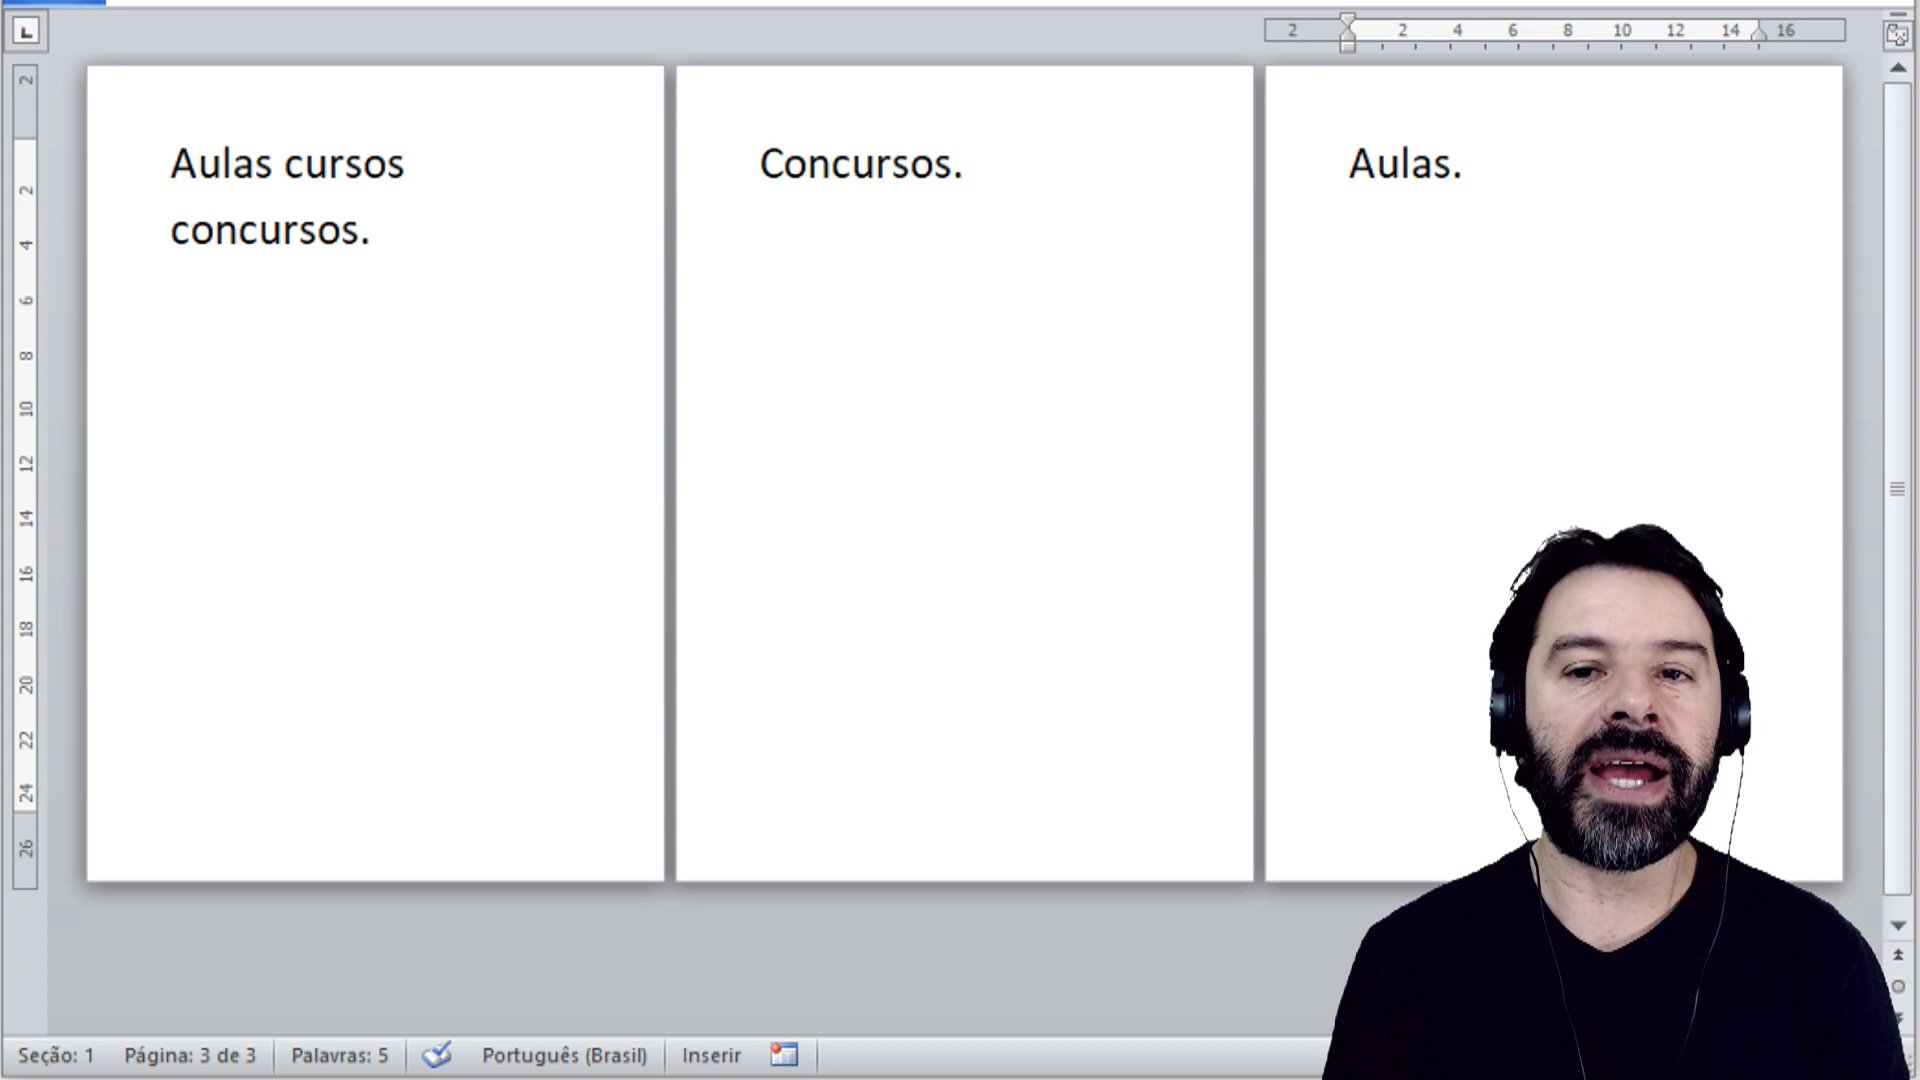 2 2 4 6 8 10 12 14 16
2 2 4 6 8 10 12 14 16 18 20 22 24 26
Aulas cursos
concursos.
Concursos.
Aulas.
Seção: 1 Página: 3 de 3 Palavras: 5 Português (Brasil) Inserir